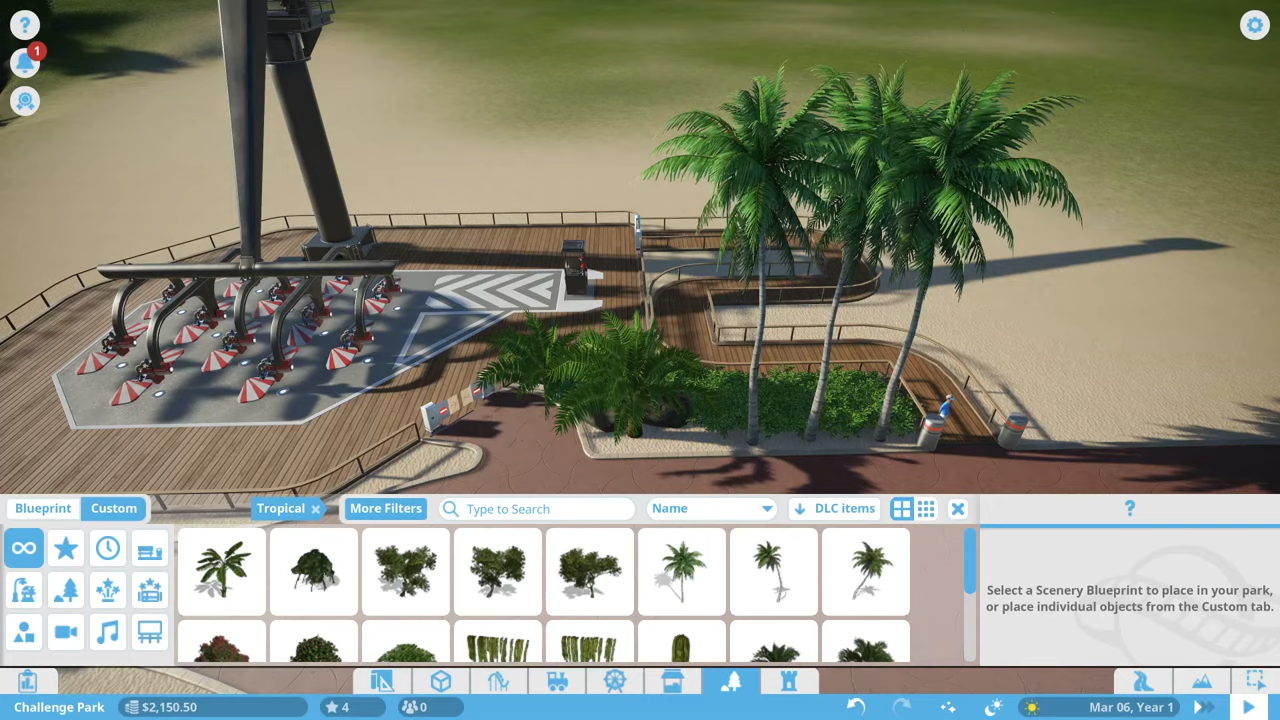 ?
1
Blueprint Custom Tropical × More Filters Type to Search Name DLC items ?
Select a Scenery Blueprint to place in your park,
or place individual objects from the Custom tab.
Challenge Park $2,150.50 4 0 Mar 06, Year 1